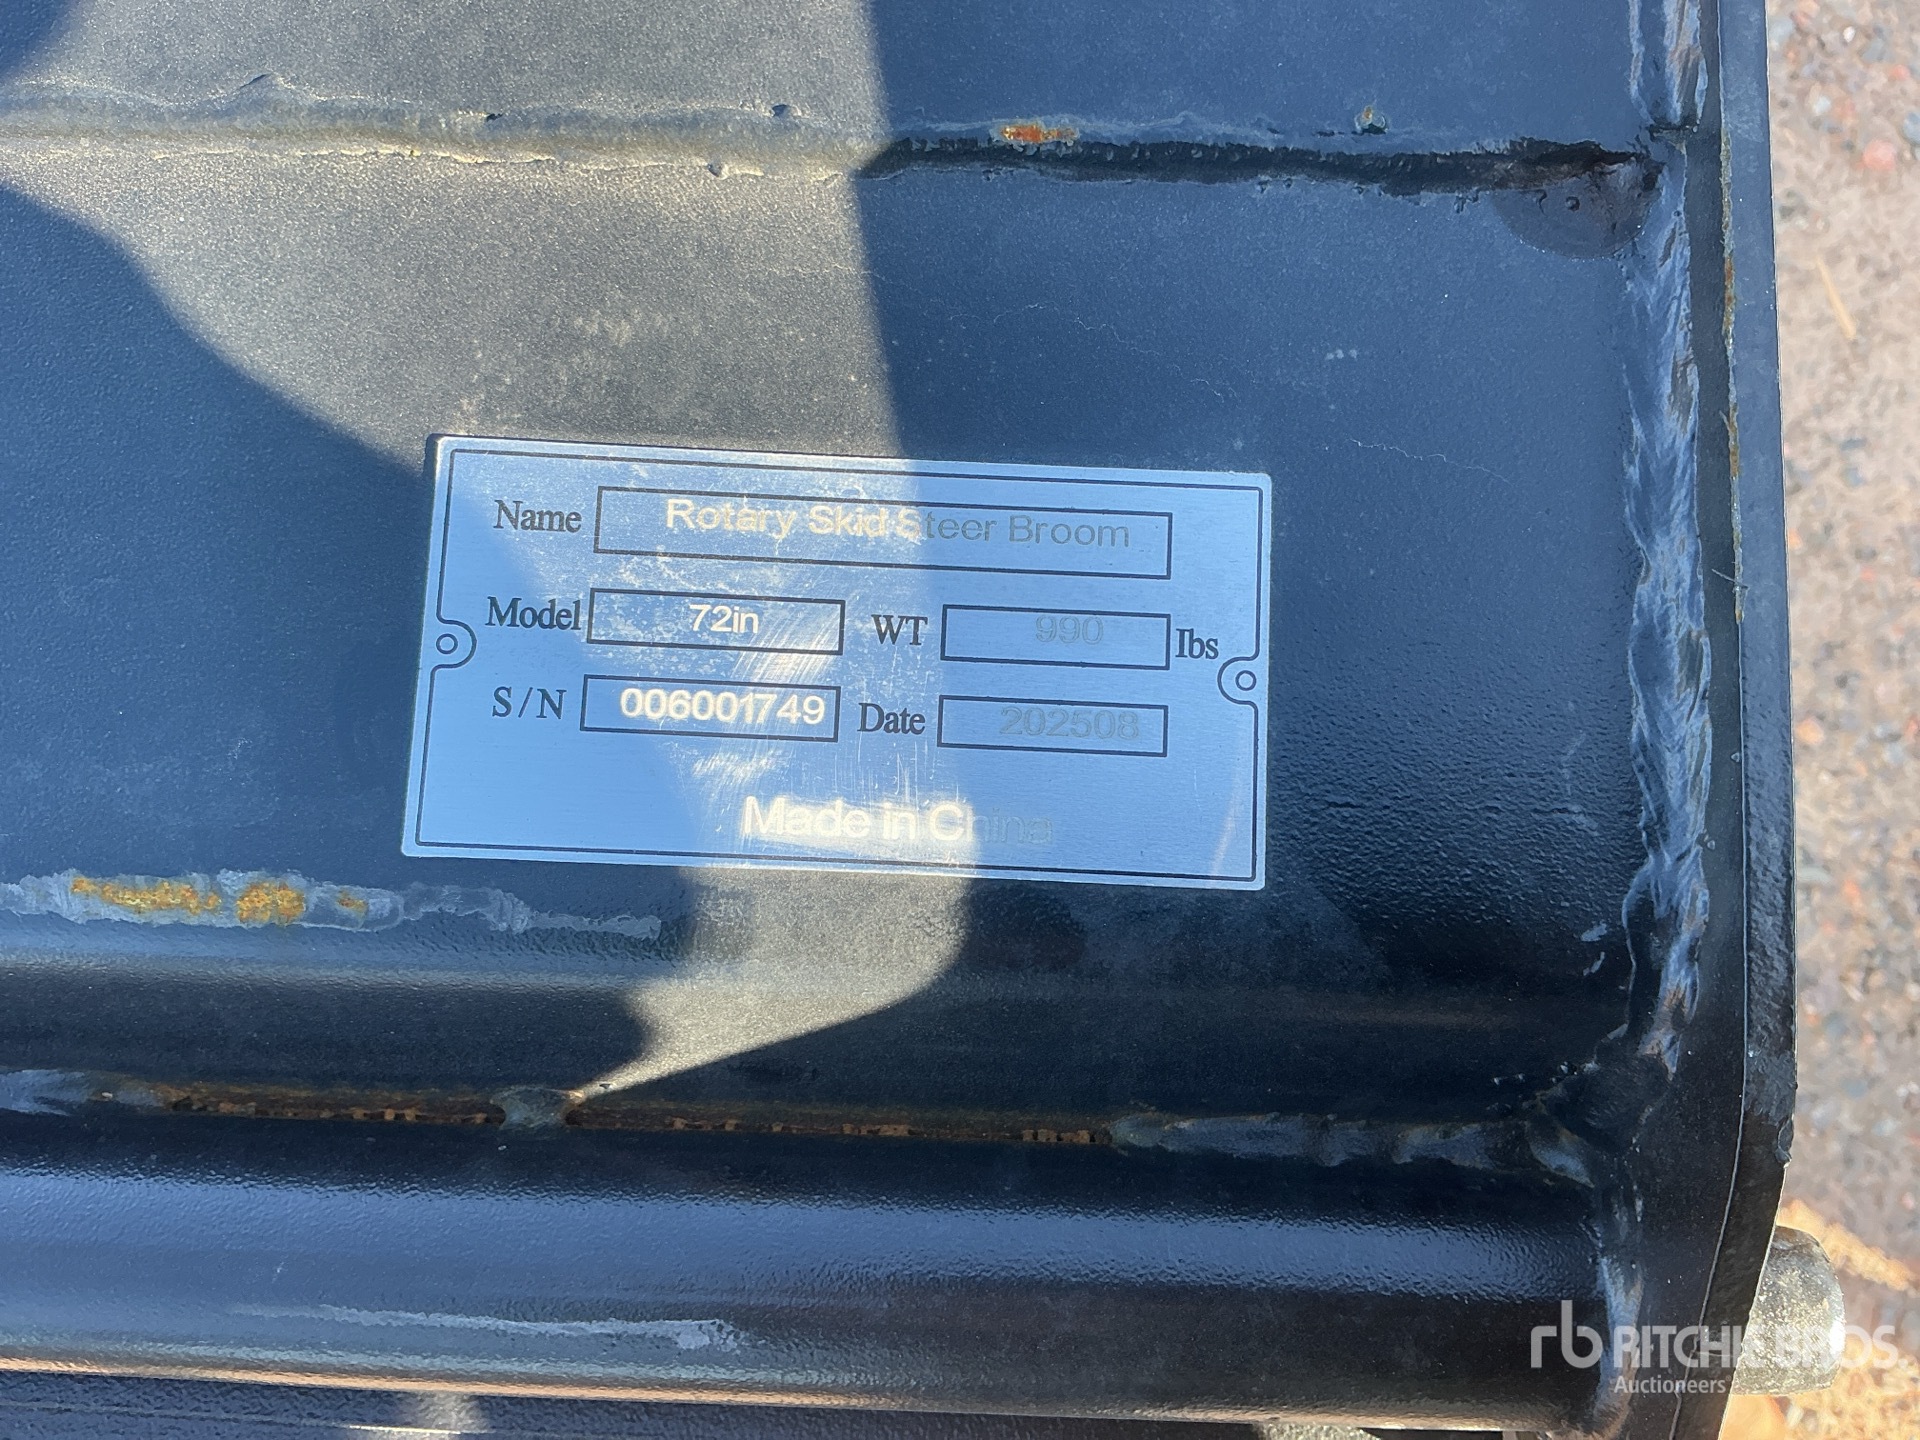 Name Rotary Skid Steer Broom
Model 72in WT 990 Ibs
S/N 006001749 Date 202508
Made in China
rb RITCHIE BROS.
Auctioneers